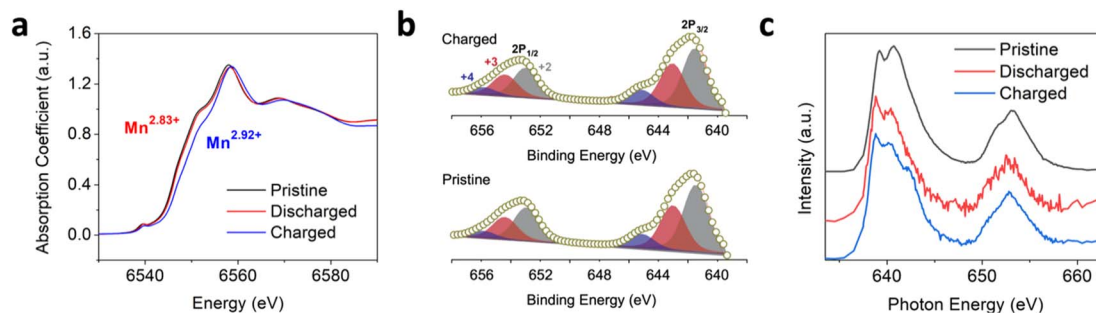 a
Absorption Coefficient (a.u.)
1.6
1.2
0.8
0.4
0.0
Mn2.83+
Mn2.92+
Pristine
Discharged
Charged
6540 6560 6580
Energy (eV)
b
Charged
2P1/2
2P3/2
+4 +3 +2
656 652 648 644 640
Binding Energy (eV)
Pristine
656 652 648 644 640
Binding Energy (eV)
c
Intensity (a.u.)
Pristine
Discharged
Charged
640 650 660
Photon Energy (eV)